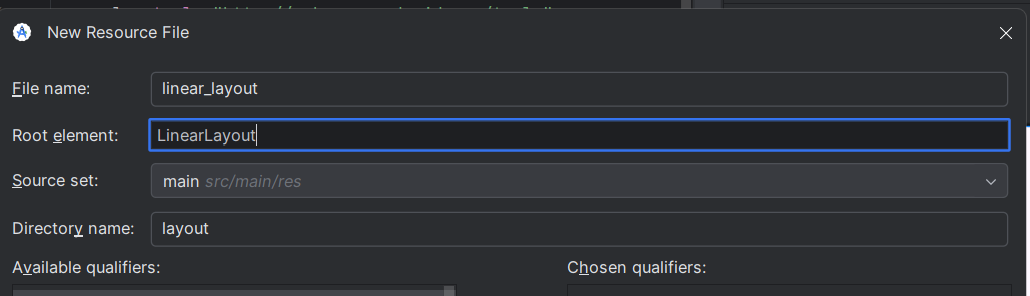 New Resource File
File name: linear_layout
Root element: LinearLayout
Source set: main src/main/res
Directory name: layout
Available qualifiers: Chosen qualifiers: